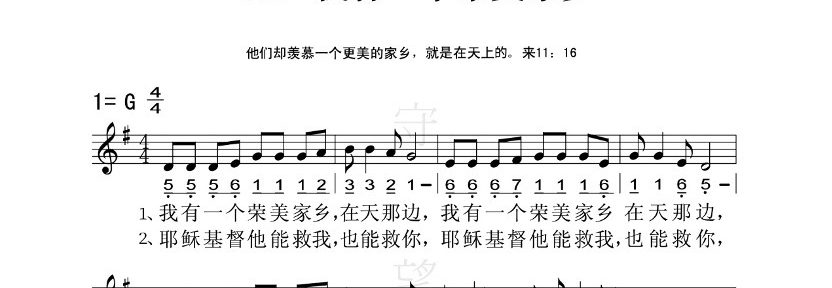 他们却羡慕一个更美的家乡，就是在天上的。来11：16
1= G 4/4
守
5 5 5 6 1 1 1 2 | 3 3 2 1 - | 6 6 6 7 1 1 1 6 | 1 1 6 5 - |
1、我有一个荣美家乡,在天那边，我有一个荣美家乡 在天那边，
2、耶稣基督他能救我,也能救你，耶稣基督他能救我,也能救你，
望